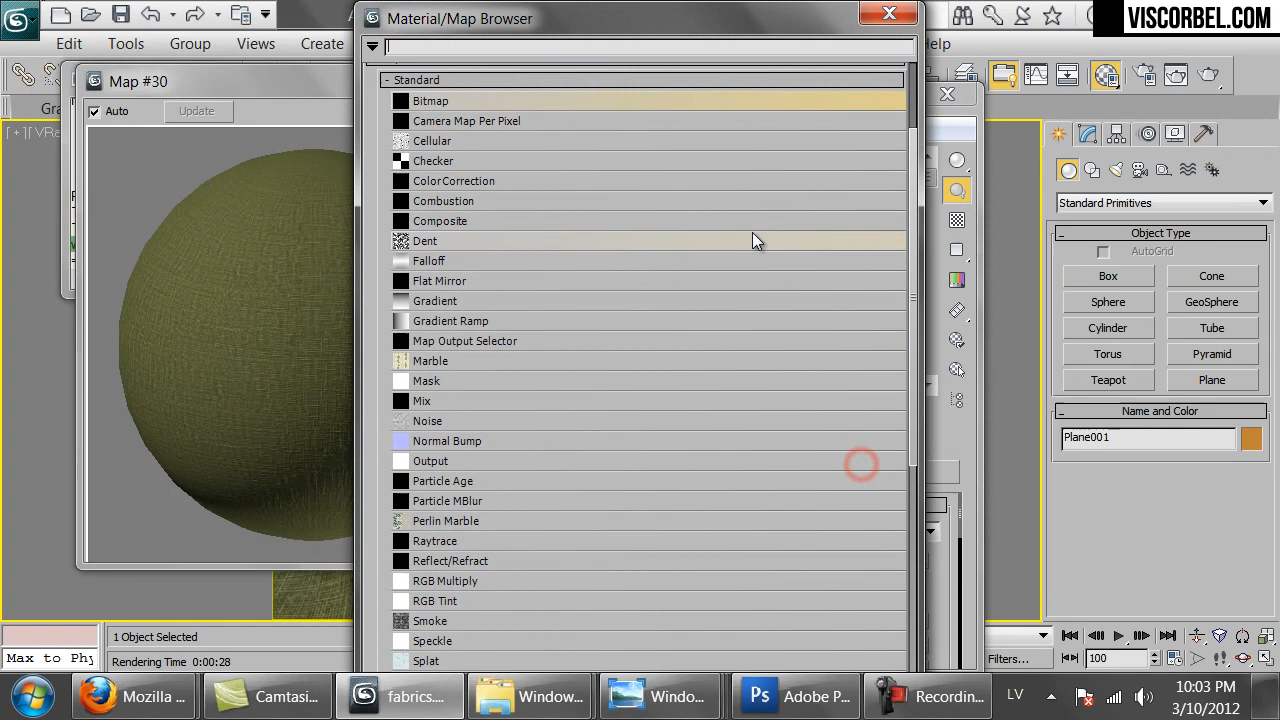 Material/Map Browser
VISCORBEL.COM
Edit
Tools
Group
Views
Create
Help
Map #30
Auto
Update
Gra
[+][VRa
- Standard
Bitmap
Camera Map Per Pixel
Cellular
Checker
ColorCorrection
Combustion
Composite
Dent
Falloff
Flat Mirror
Gradient
Gradient Ramp
Map Output Selector
Marble
Mask
Mix
Noise
Normal Bump
Output
Particle Age
Particle MBlur
Perlin Marble
Raytrace
Reflect/Refract
RGB Multiply
RGB Tint
Smoke
Speckle
Splat
Standard Primitives
- Object Type
AutoGrid
Box
Cone
Sphere
GeoSphere
Cylinder
Tube
Torus
Pyramid
Teapot
Plane
- Name and Color
Plane001
1 Object Selected
Max to Phy
Rendering Time 0:00:28
Filters...
100
Mozilla ...
Camtasi...
fabrics....
Window...
Windo...
Ps
Adobe P...
Recordin...
LV
10:03 PM
3/10/2012